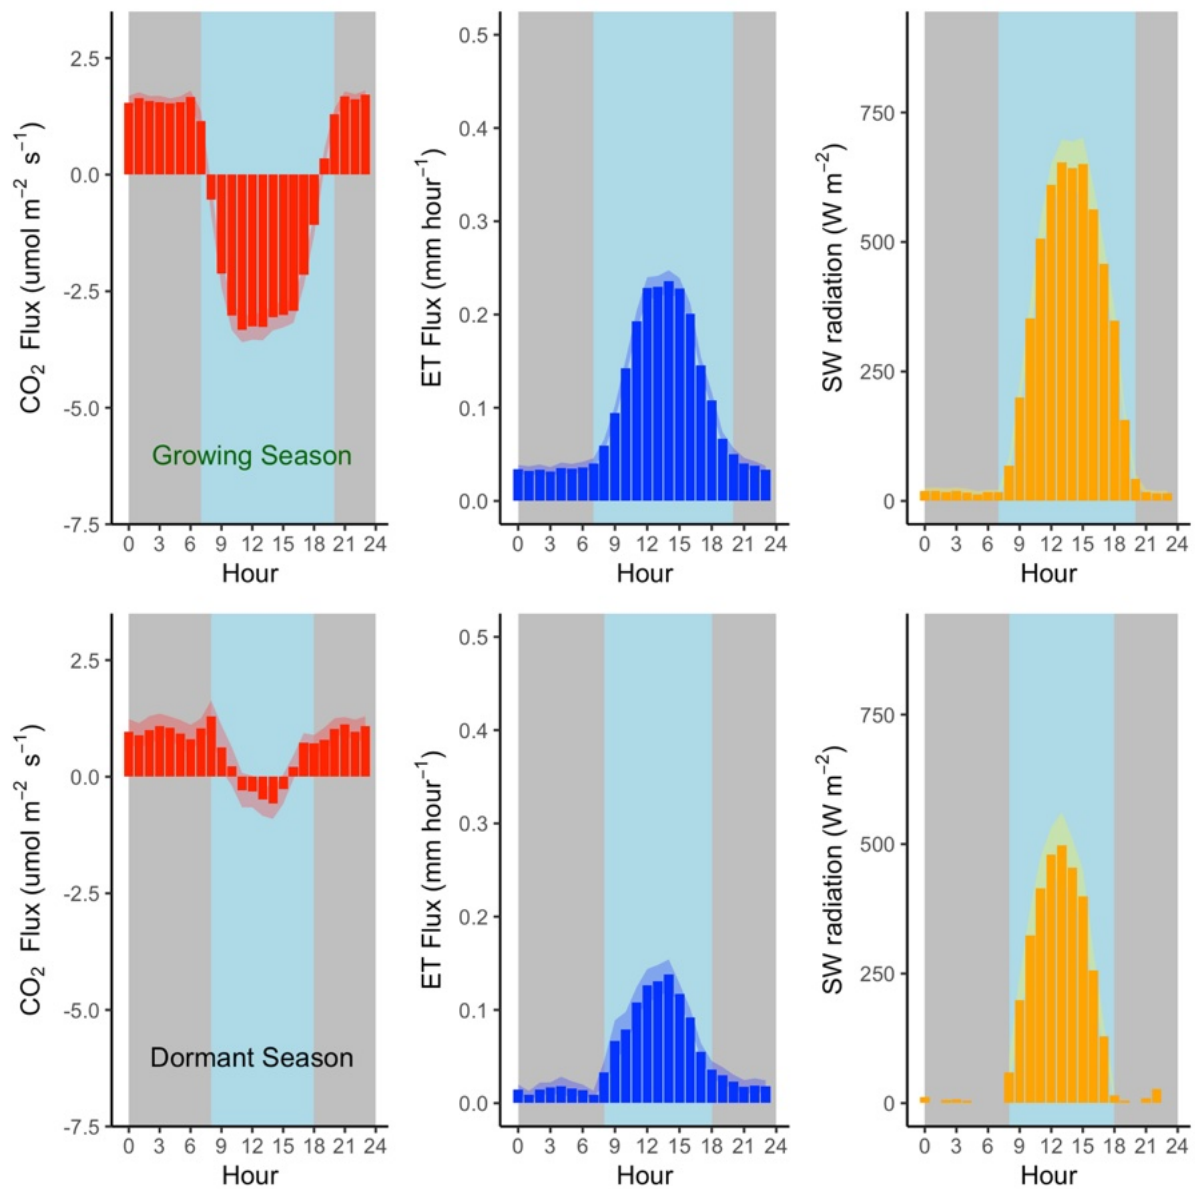 2.5
0.0
-2.5
-5.0
-7.5
CO₂ Flux (umol m⁻² s⁻¹)
Growing Season
0 3 6 9 12 15 18 21 24
Hour
0.5
0.4
0.3
0.2
0.1
0.0
ET Flux (mm hour⁻¹)
0 3 6 9 12 15 18 21 24
Hour
750
500
250
0
SW radiation (W m⁻²)
0 3 6 9 12 15 18 21 24
Hour
2.5
0.0
-2.5
-5.0
-7.5
CO₂ Flux (umol m⁻² s⁻¹)
Dormant Season
0 3 6 9 12 15 18 21 24
Hour
0.5
0.4
0.3
0.2
0.1
0.0
ET Flux (mm hour⁻¹)
0 3 6 9 12 15 18 21 24
Hour
750
500
250
0
SW radiation (W m⁻²)
0 3 6 9 12 15 18 21 24
Hour